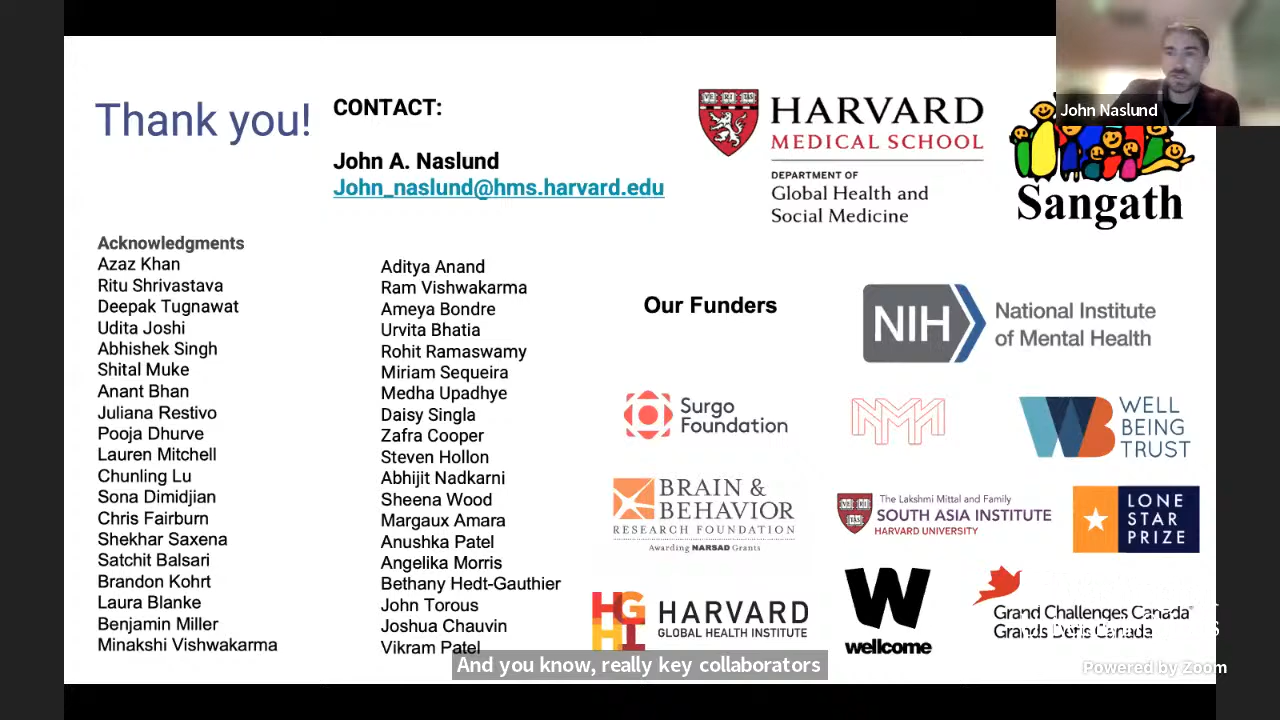 Thank you!
CONTACT:
John A. Naslund
John_naslund@hms.harvard.edu
VE RI TAS
HARVARD
MEDICAL SCHOOL
DEPARTMENT OF
Global Health and
Social Medicine
John Naslund
Sangath
Acknowledgments
Azaz Khan
Ritu Shrivastava
Deepak Tugnawat
Udita Joshi
Abhishek Singh
Shital Muke
Anant Bhan
Juliana Restivo
Pooja Dhurve
Lauren Mitchell
Chunling Lu
Sona Dimidjian
Chris Fairburn
Shekhar Saxena
Satchit Balsari
Brandon Kohrt
Laura Blanke
Benjamin Miller
Minakshi Vishwakarma
Aditya Anand
Ram Vishwakarma
Ameya Bondre
Urvita Bhatia
Rohit Ramaswamy
Miriam Sequeira
Medha Upadhye
Daisy Singla
Zafra Cooper
Steven Hollon
Abhijit Nadkarni
Sheena Wood
Margaux Amara
Anushka Patel
Angelika Morris
Bethany Hedt-Gauthier
John Torous
Joshua Chauvin
Vikram Patel
Our Funders
NIH
National Institute
of Mental Health
Surgo
Foundation
WB
WELL
BEING
TRUST
BRAIN &
BEHAVIOR
RESEARCH FOUNDATION
Awarding NARSAD Grants
The Lakshmi Mittal and Family
SOUTH ASIA INSTITUTE
HARVARD UNIVERSITY
LONE
STAR
PRIZE
HG
HI
HARVARD
GLOBAL HEALTH INSTITUTE
W
wellcome
Grand Challenges Canada®
Grands
And you know, really key collaborators
Powered by Zoom